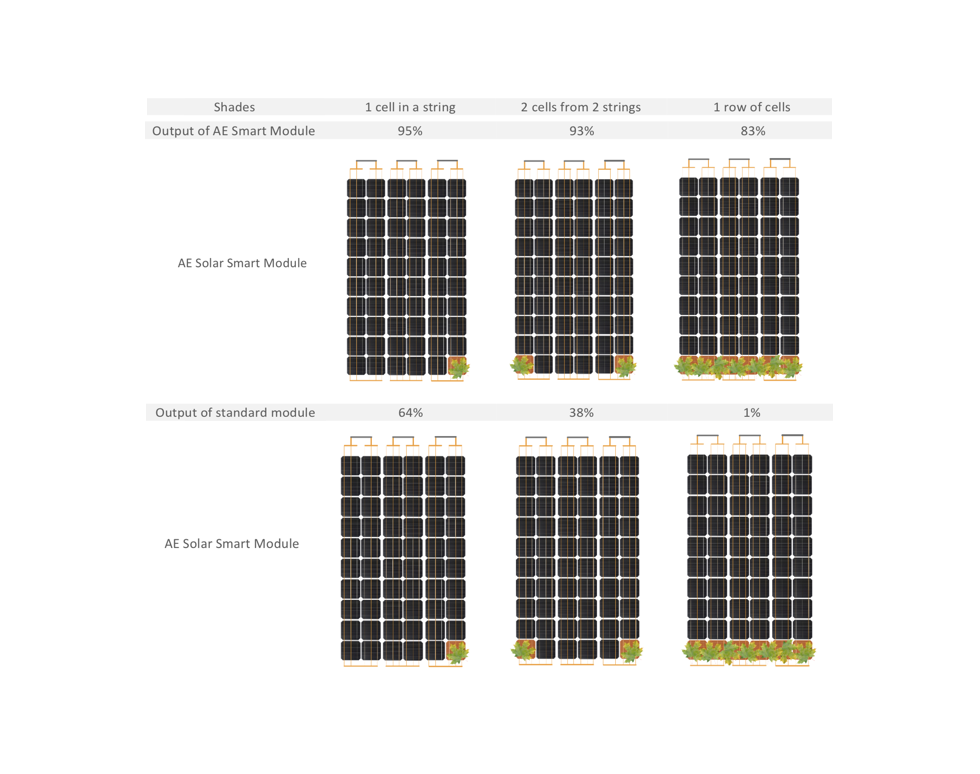 Shades 1 cell in a string 2 cells from 2 strings 1 row of cells
Output of AE Smart Module 95% 93% 83%
AE Solar Smart Module
Output of standard module 64% 38% 1%
AE Solar Smart Module